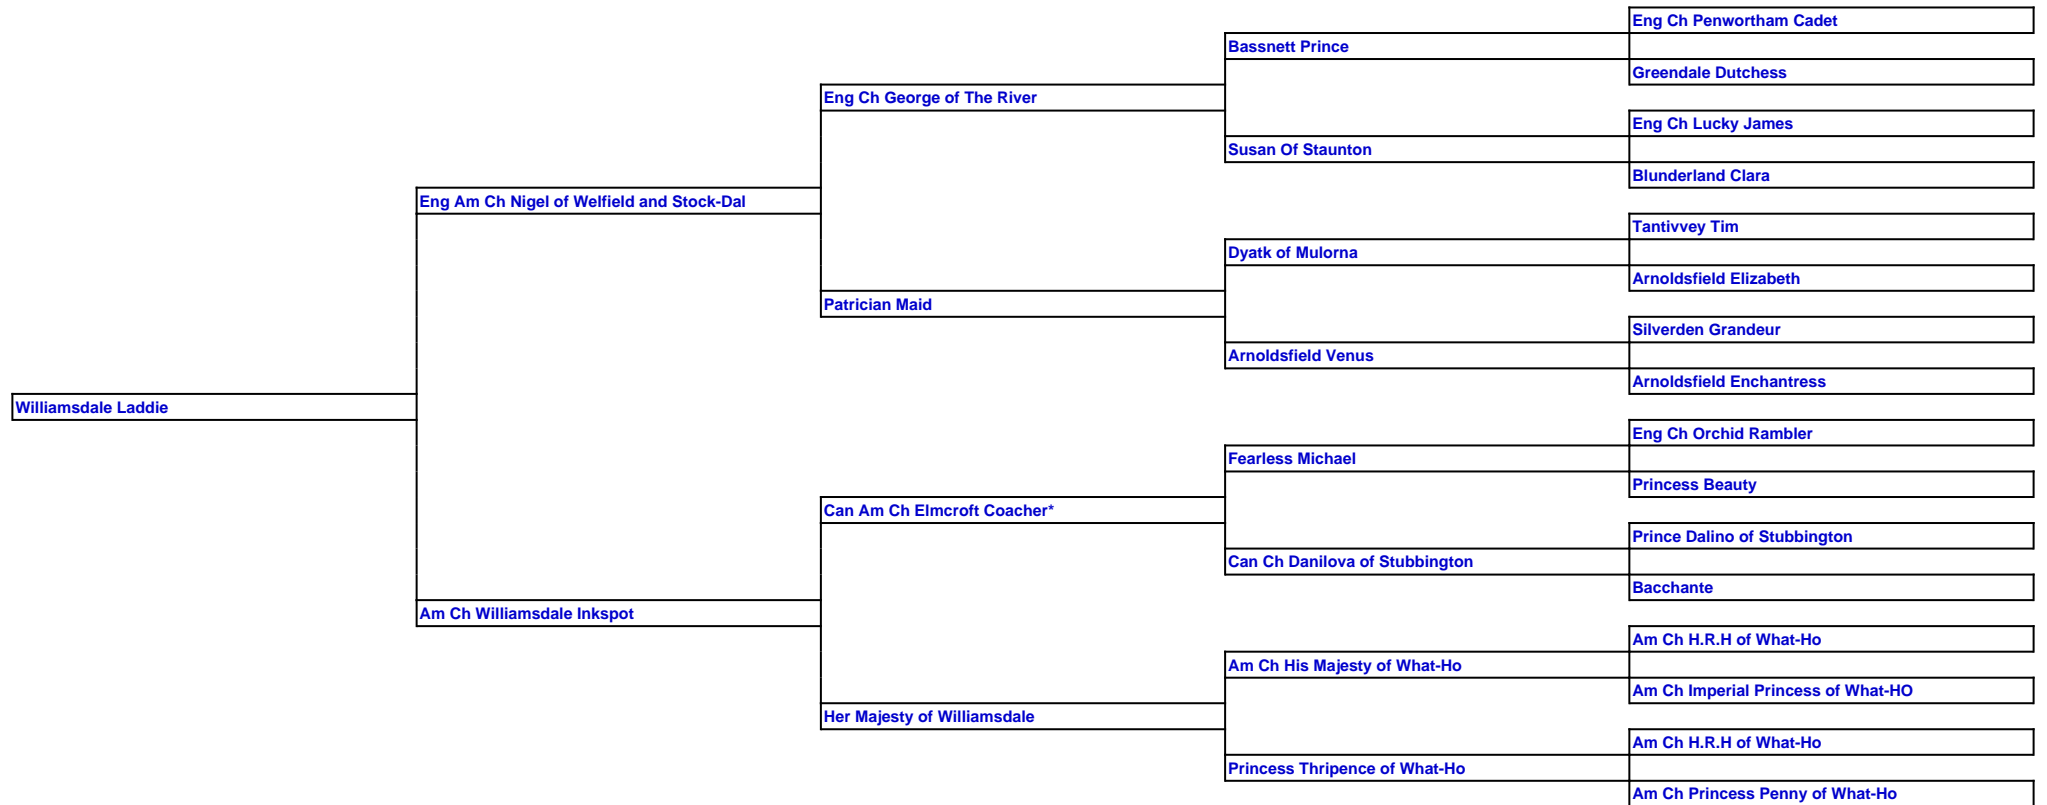 Eng Ch Penwortham Cadet
Bassnett Prince
Greendale Dutchess
Eng Ch George of The River
Eng Ch Lucky James
Susan Of Staunton
Blunderland Clara
Eng Am Ch Nigel of Welfield and Stock-Dal
Tantivvey Tim
Dyatk of Mulorna
Arnoldsfield Elizabeth
Patrician Maid
Silverden Grandeur
Arnoldsfield Venus
Arnoldsfield Enchantress
Williamsdale Laddie
Eng Ch Orchid Rambler
Fearless Michael
Princess Beauty
Can Am Ch Elmcroft Coacher*
Prince Dalino of Stubbington
Can Ch Danilova of Stubbington
Bacchante
Am Ch Williamsdale Inkspot
Am Ch H.R.H of What-Ho
Am Ch His Majesty of What-Ho
Am Ch Imperial Princess of What-HO
Her Majesty of Williamsdale
Am Ch H.R.H of What-Ho
Princess Thripence of What-Ho
Am Ch Princess Penny of What-Ho